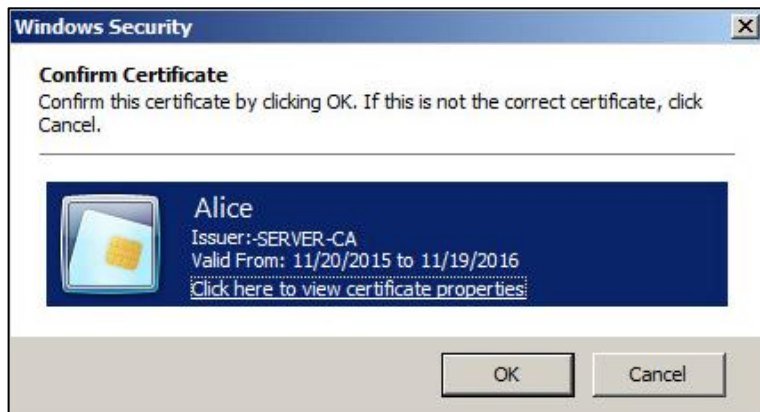 Windows Security
Confirm Certificate
Confirm this certificate by clicking OK. If this is not the correct certificate, click
Cancel.
Alice
Issuer:-SERVER-CA
Valid From: 11/20/2015 to 11/19/2016
Click here to view certificate properties
OK Cancel